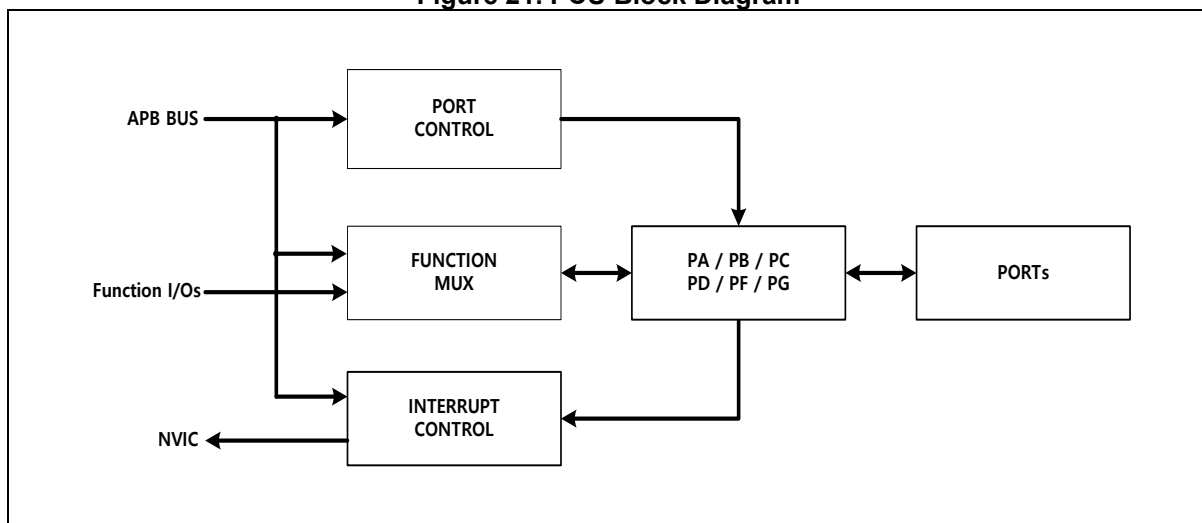 Figure 21. PCU Block Diagram
APB BUS
PORT
CONTROL
Function I/Os
FUNCTION
MUX
PA / PB / PC
PD / PF / PG
PORTs
INTERRUPT
CONTROL
NVIC